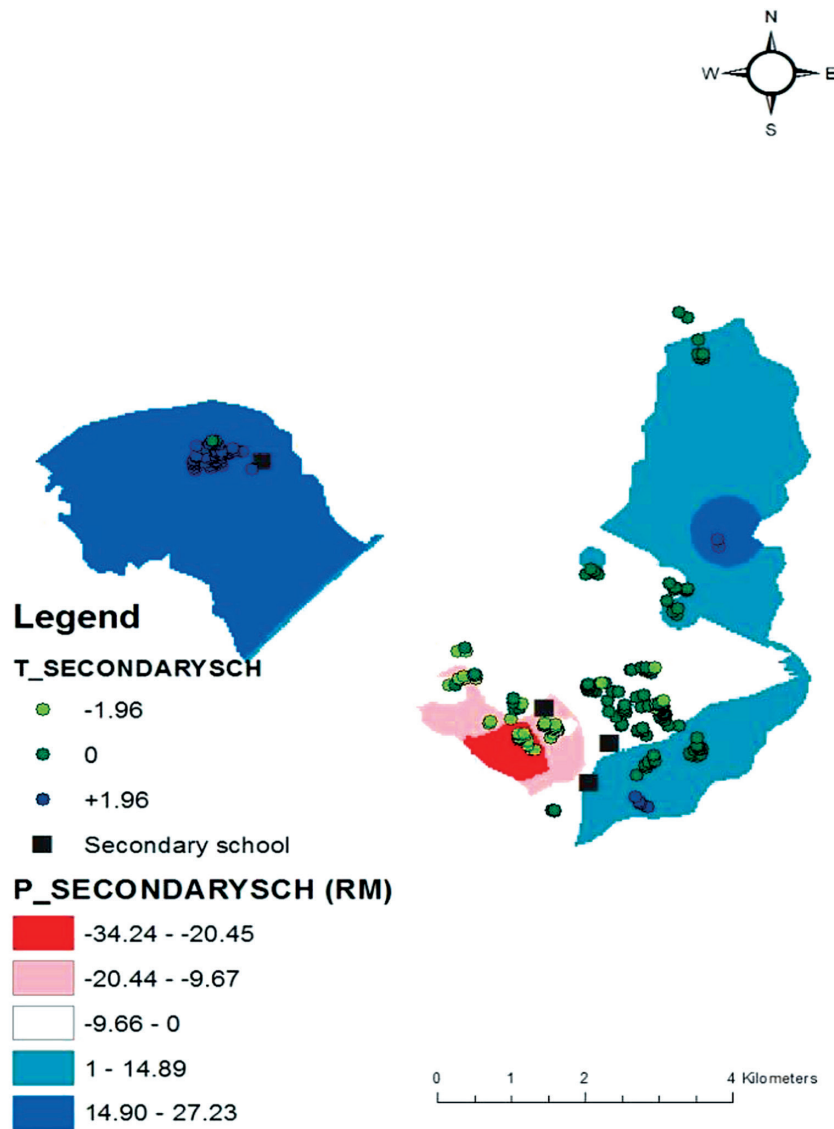 N
W E
S
Legend
T_SECONDARYSCH
-1.96
0
+1.96
Secondary school
P_SECONDARYSCH (RM)
-34.24 - -20.45
-20.44 - -9.67
-9.66 - 0
1 - 14.89
14.90 - 27.23
0 1 2 4 Kilometers